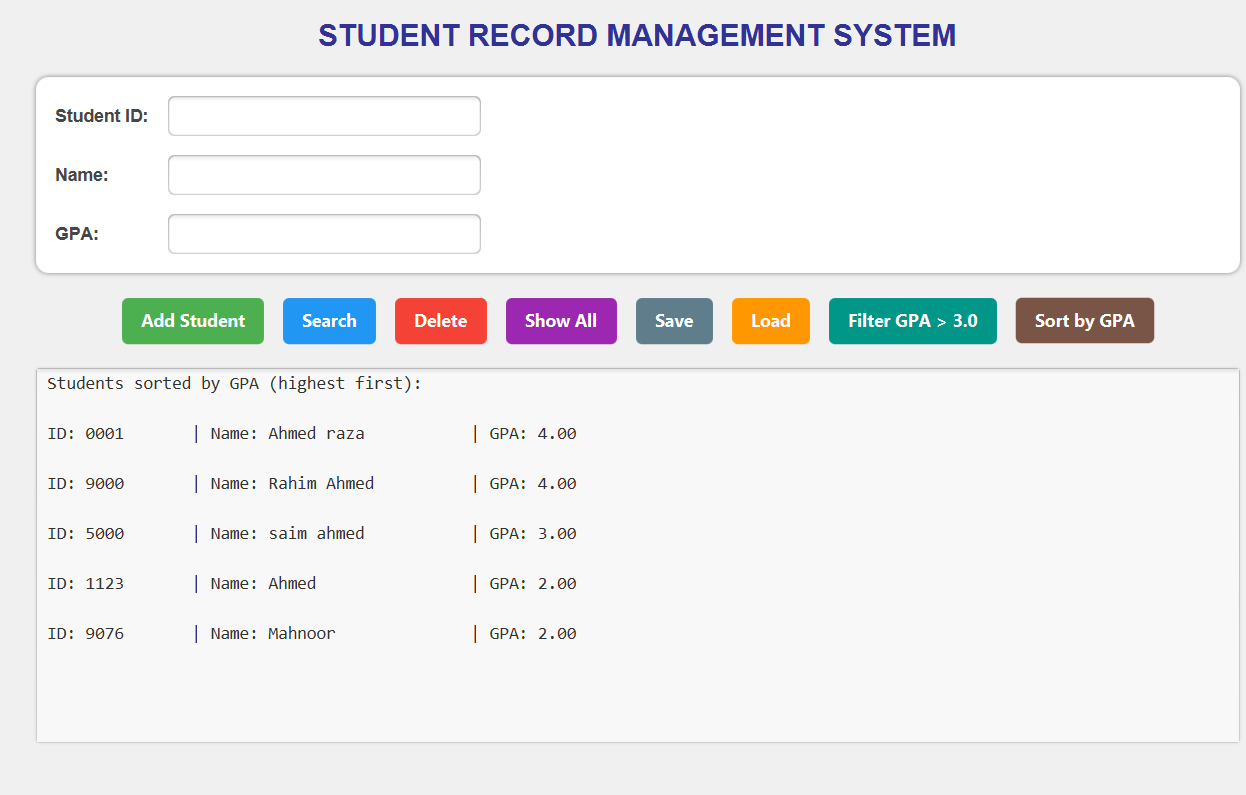 STUDENT RECORD MANAGEMENT SYSTEM
Student ID:
Name:
GPA:
Add Student Search Delete Show All Save Load Filter GPA > 3.0 Sort by GPA
Students sorted by GPA (highest first):
ID: 0001 | Name: Ahmed raza | GPA: 4.00
ID: 9000 | Name: Rahim Ahmed | GPA: 4.00
ID: 5000 | Name: saim ahmed | GPA: 3.00
ID: 1123 | Name: Ahmed | GPA: 2.00
ID: 9076 | Name: Mahnoor | GPA: 2.00